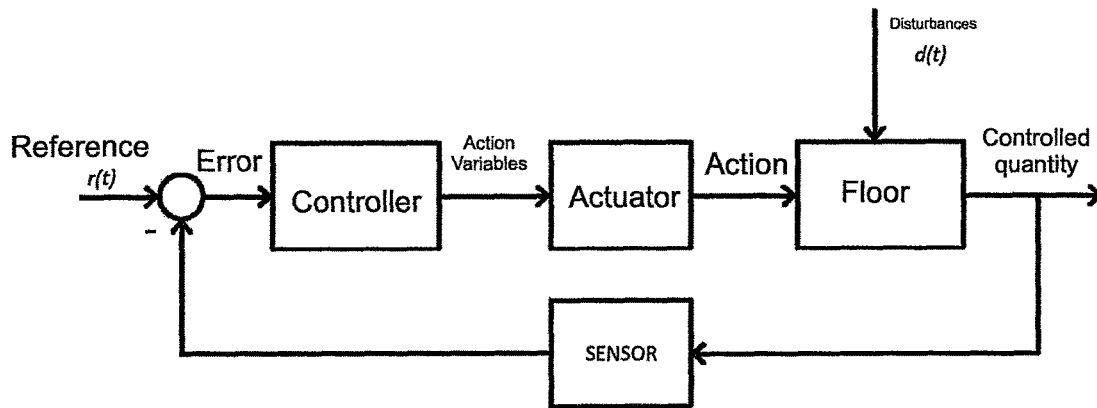 Disturbances
d(t)
Reference
r(t)
Error
Controller
Action
Variables
Actuator
Action
Floor
Controlled
quantity
-
SENSOR